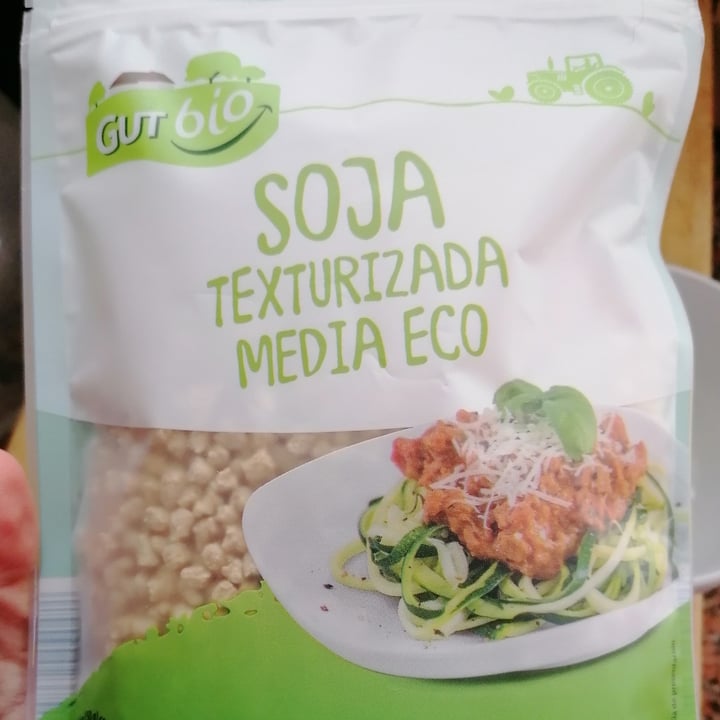 GUT bio
SOJA
TEXTURIZADA
MEDIA ECO